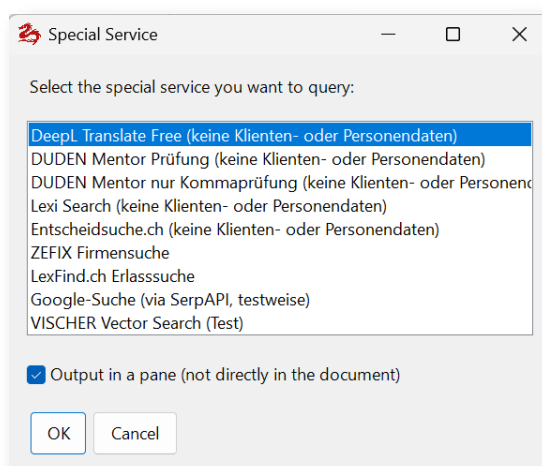 Special Service
Select the special service you want to query:
DeepL Translate Free (keine Klienten- oder Personendaten)
DUDEN Mentor Prüfung (keine Klienten- oder Personendaten)
DUDEN Mentor nur Kommaprüfung (keine Klienten- oder Personend
Lexi Search (keine Klienten- oder Personendaten)
Entscheidsuche.ch (keine Klienten- oder Personendaten)
ZEFIX Firmensuche
LexFind.ch Erlasssuche
Google-Suche (via SerpAPI, testweise)
VISCHER Vector Search (Test)
Output in a pane (not directly in the document)
OK Cancel